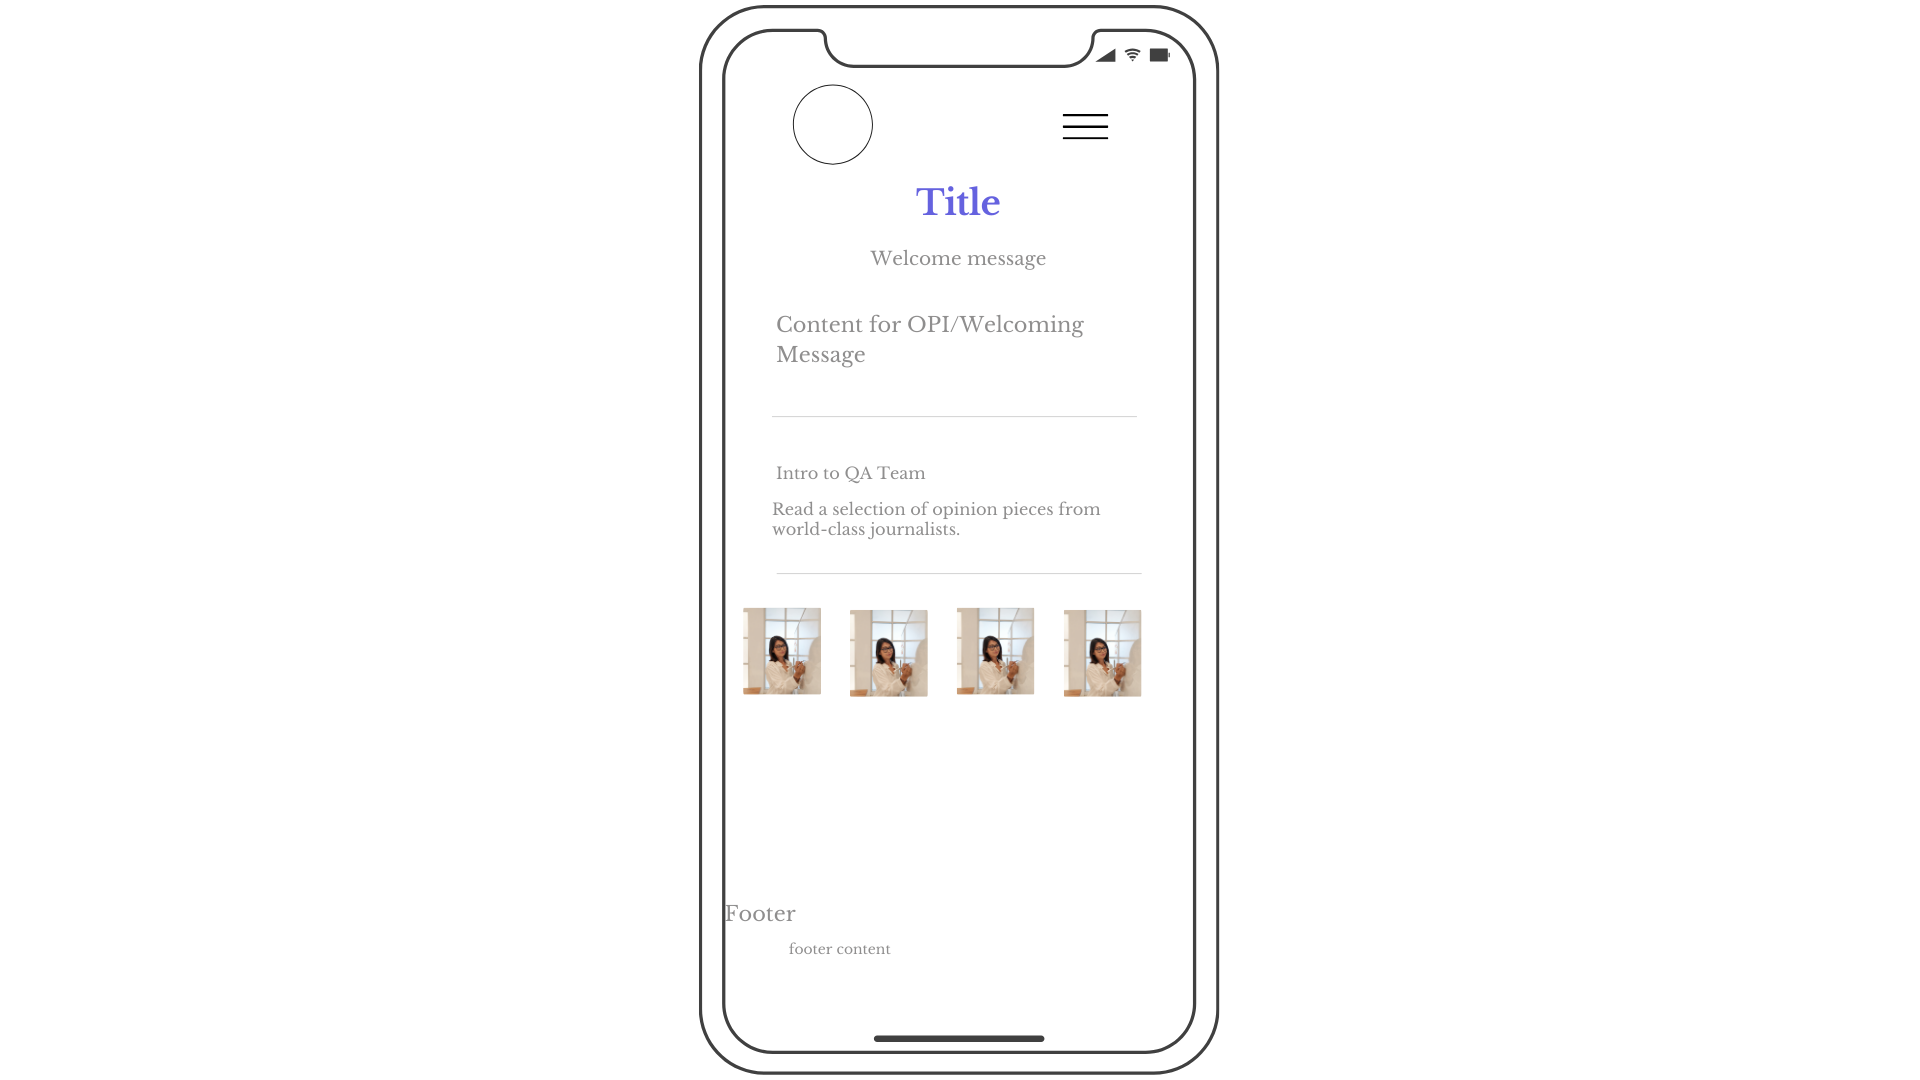 Title
Welcome message
Content for OPI/Welcoming
Message
Intro to QA Team
Read a selection of opinion pieces from
world-class journalists.
Footer
footer content